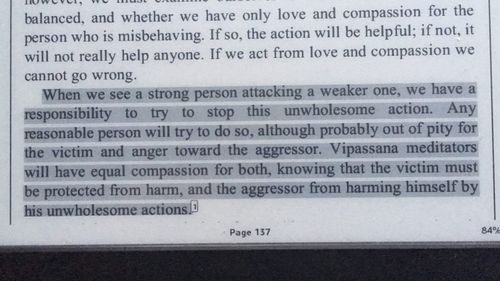 balanced, and whether we have only love and compassion for the
person who is misbehaving. If so, the action will be helpful; if not, it
will not really help anyone. If we act from love and compassion we
cannot go wrong.
When we see a strong person attacking a weaker one, we have a
responsibility to try to stop this unwholesome action. Any
reasonable person will try to do so, although probably out of pity for
the victim and anger toward the aggressor. Vipassana meditators
will have equal compassion for both, knowing that the victim must
be protected from harm, and the aggressor from harming himself by
his unwholesome actions.1
Page 137
84%